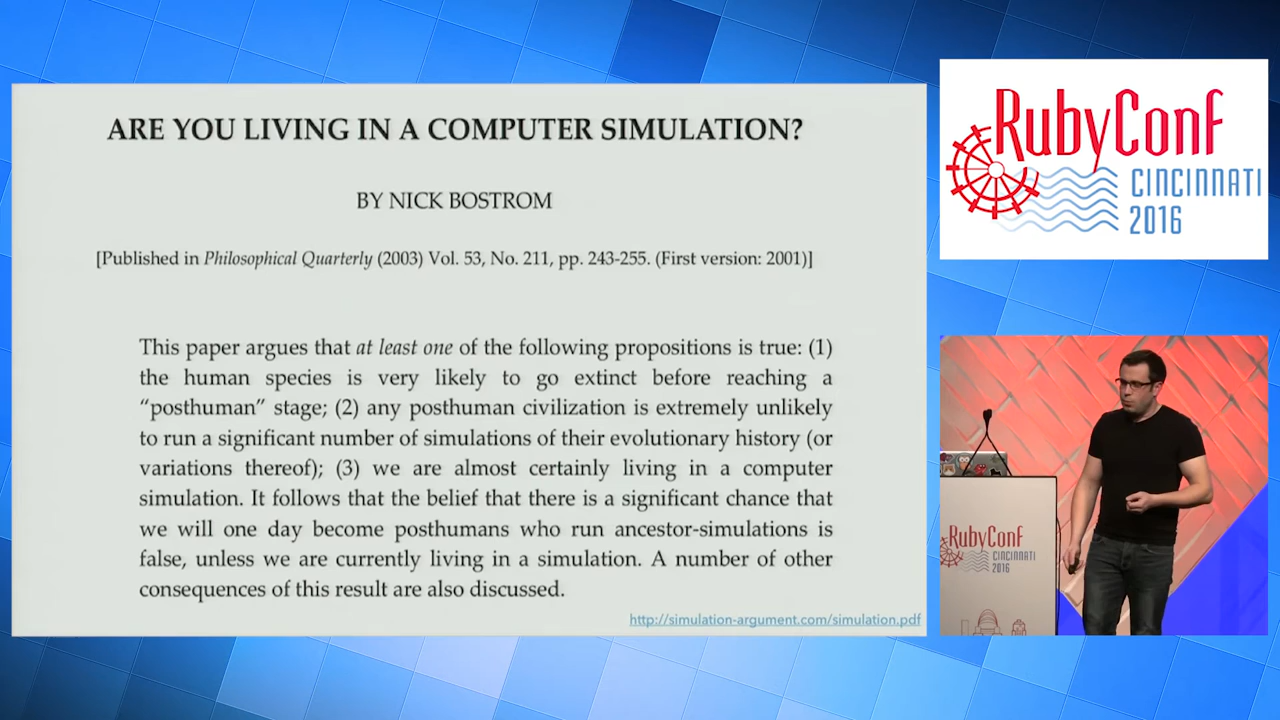 ARE YOU LIVING IN A COMPUTER SIMULATION?
BY NICK BOSTROM
[Published in Philosophical Quarterly (2003) Vol. 53, No. 211, pp. 243-255. (First version: 2001)]
This paper argues that at least one of the following propositions is true: (1)
the human species is very likely to go extinct before reaching a
“posthuman” stage; (2) any posthuman civilization is extremely unlikely
to run a significant number of simulations of their evolutionary history (or
variations thereof); (3) we are almost certainly living in a computer
simulation. It follows that the belief that there is a significant chance that
we will one day become posthumans who run ancestor-simulations is
false, unless we are currently living in a simulation. A number of other
consequences of this result are also discussed.
http://simulation-argument.com/simulation.pdf
RubyConf
CINCINNATI
2016
RubyConf
CINCINNATI
2016